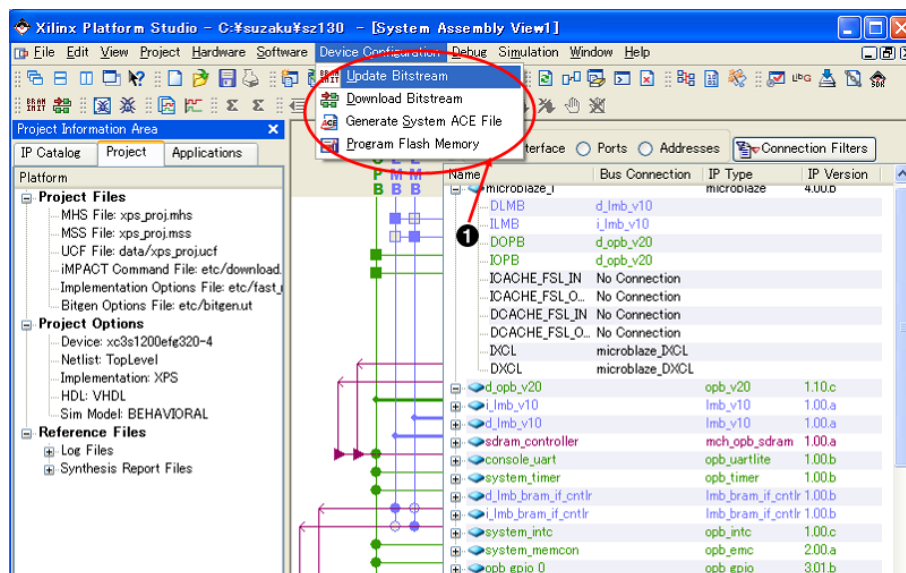 Xilinx Platform Studio - C:¥suzaku¥sz130 - [System Assembly View1]
File Edit View Project Hardware Software Device Configuration Debug Simulation Window Help
Update Bitstream
Download Bitstream
Generate System ACE File
Program Flash Memory
Project Information Area
IP Catalog Project Applications
Platform
Project Files
MHS File: xps_proj.mhs
MSS File: xps_proj.mss
UCF File: data/xps_proj.ucf
iMPACT Command File: etc/download.
Implementation Options File: etc/fast_
Bitgen Options File: etc/bitgen.ut
Project Options
Device: xc3s1200efg320-4
Netlist: TopLevel
Implementation: XPS
HDL: VHDL
Sim Model: BEHAVIORAL
Reference Files
Log Files
Synthesis Report Files
terface Ports Addresses Connection Filters
P M M
B B B
Name Bus Connection IP Type IP Version
microblaze_i microblaze 4.00.b
DLMB d_lmb_v10
ILMB i_lmb_v10
DOPB d_opb_v20
IOPB d_opb_v20
ICACHE_FSL_IN No Connection
ICACHE_FSL_O... No Connection
DCACHE_FSL_IN No Connection
DCACHE_FSL_O... No Connection
IXCL microblaze_IXCL
DXCL microblaze_DXCL
d_opb_v20 opb_v20 1.10.c
i_lmb_v10 lmb_v10 1.00.a
d_lmb_v10 lmb_v10 1.00.a
sdram_controller mch_opb_sdram 1.00.a
console_uart opb_uartlite 1.00.b
system_timer opb_timer 1.00.b
d_lmb_bram_if_cntlr lmb_bram_if_cntlr 1.00.b
i_lmb_bram_if_cntlr lmb_bram_if_cntlr 1.00.b
system_intc opb_intc 1.00.c
system_memcon opb_emc 2.00.a
opb_gpio_0 opb_gpio 3.01.b
1